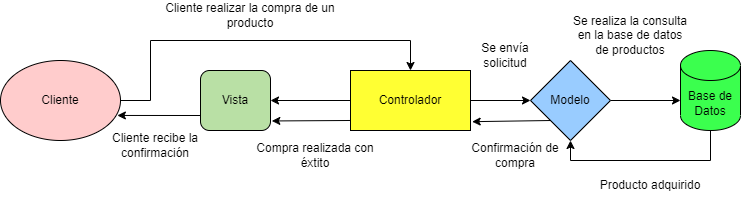 Cliente realizar la compra de un
producto
Se realiza la consulta
en la base de datos
de productos
Se envía
solicitud
Cliente
Vista
Controlador
Modelo
Base de
Datos
Cliente recibe la
confirmación
Compra realizada con
éxtito
Confirmación de
compra
Producto adquirido